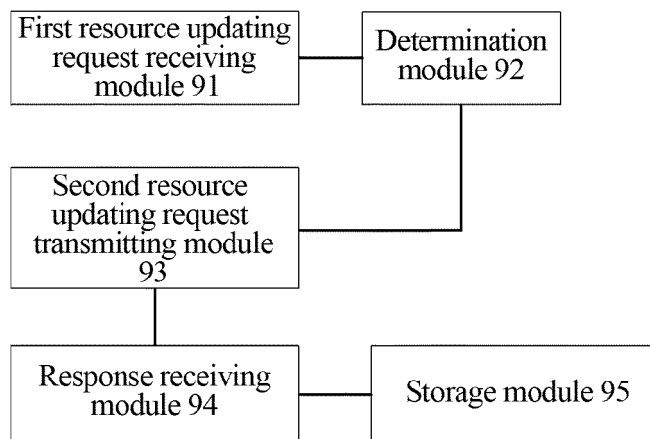 First resource updating
request receiving
module 91
Determination
module 92
Second resource
updating request
transmitting module
93
Response receiving
module 94
Storage module 95